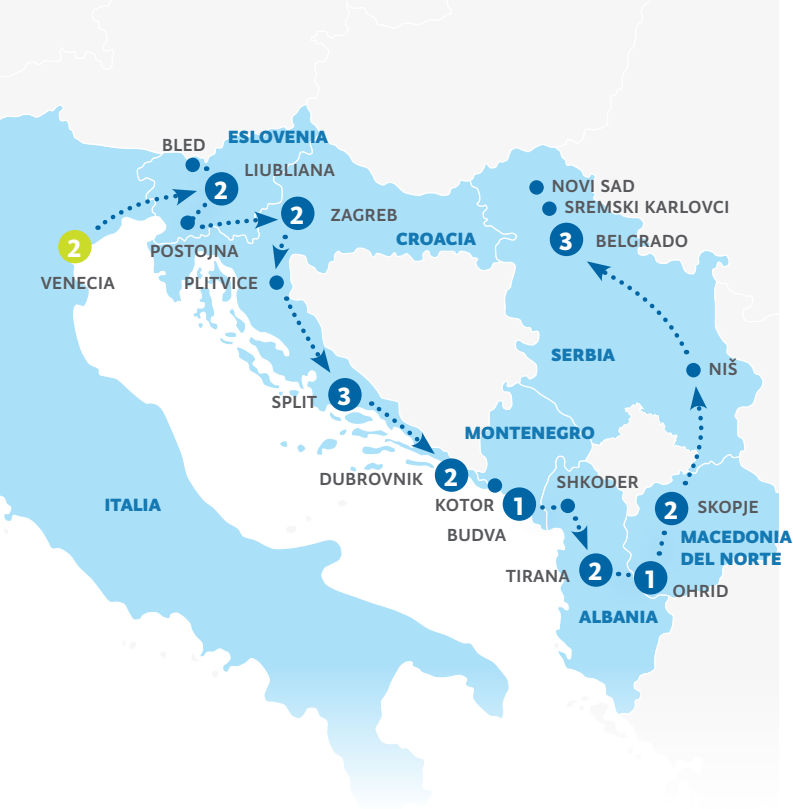 BLED
ESLOVENIA
2
LIUBLIANA
2
ZAGREB
2
VENECIA
POSTOJNA
PLITVICE
CROACIA
NOVI SAD
SREMSKI KARLOVCI
3
BELGRADO
SERBIA
NIŠ
SPLIT
3
MONTENEGRO
DUBROVNIK
2
KOTOR
1
BUDVA
SHKODER
2
SKOPJE
MACEDONIA
DEL NORTE
TIRANA
2
1
OHRID
ALBANIA
ITALIA